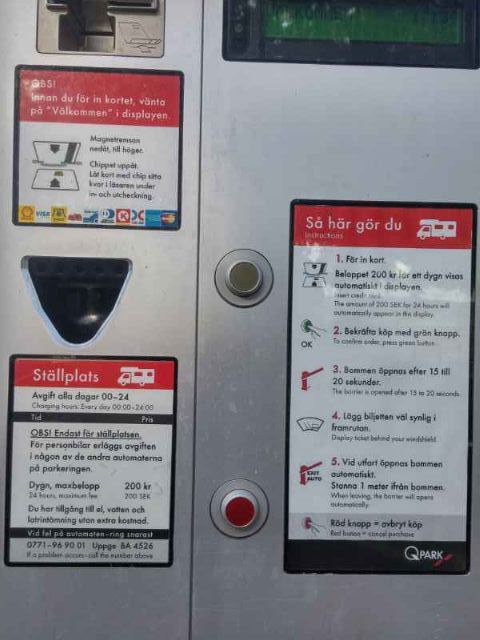 OBS!
Innan du för in kortet, vänta
på "Välkommen" i displayen.
Magnetremsan
nedåt, till höger.
Chippet uppåt.
Låt kort med chip sitta
kvar i läsaren under
in- och utcheckning.
VISA
Ställplats
Avgift alla dagar 00–24
Charging hours: Every day 00:00-24:00
Tid Pris
OBS! Endast för ställplatsen.
För personbilar erläggs avgiften
i någon av de andra automaterna
på parkeringen.
Dygn, maxbelopp 200 kr
24 hours, maximum fee 200 SEK
Du har tillgång till el, vatten och
latrintömning utan extra kostnad.
Vid fel på automaten–ring snarast
0771–96 90 01 Uppge BA 4526
If a problem occurs–call the number above
Så här gör du
Instructions
1. För in kort.
Beloppet 200 kr för ett dygn visas
automatiskt i displayen.
Insert credit card.
The amount of 200 SEK for 24 hours will
automatically appear in the display.
2. Bekräfta köp med grön knapp.
To confirm order, press green button.
OK
3. Bommen öppnas efter 15 till
20 sekunder.
The barrier is opened after 15 to 20 seconds.
4. Lägg biljetten väl synlig i
framrutan.
Display ticket behind your windshield.
5. Vid utfart öppnas bommen
automatiskt.
Stanna 1 meter ifrån bommen.
When leaving, the barrier will open
automatically.
EXIT
AUTO
Röd knapp = avbryt köp
Red button = cancel purchase
Q PARK